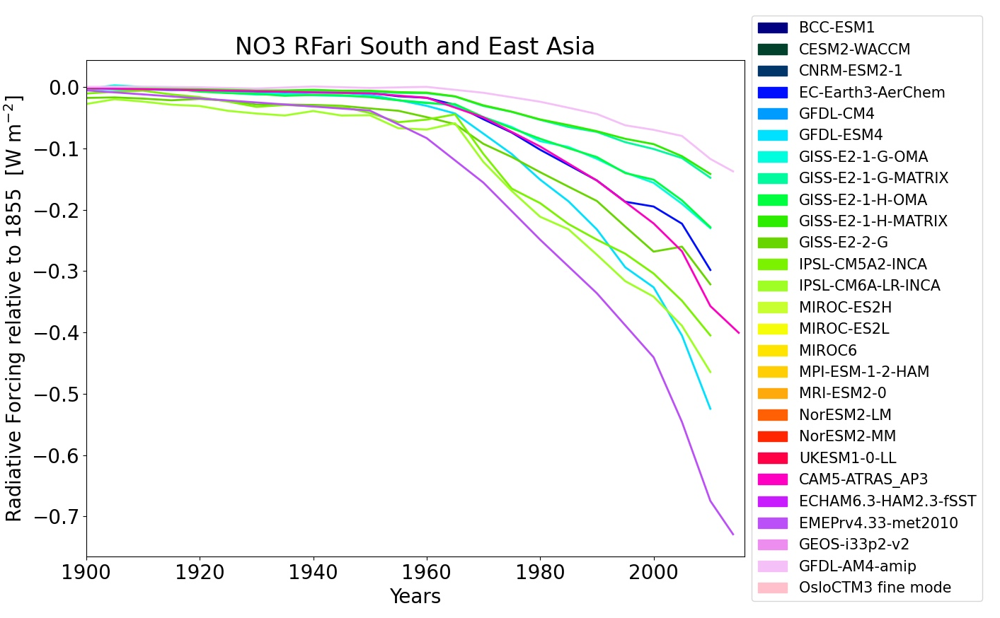 NO3 RFari South and East Asia
Radiative Forcing relative to 1855 [W m⁻²]
0.0
−0.1
−0.2
−0.3
−0.4
−0.5
−0.6
−0.7
1900 1920 1940 1960 1980 2000
Years
BCC-ESM1
CESM2-WACCM
CNRM-ESM2-1
EC-Earth3-AerChem
GFDL-CM4
GFDL-ESM4
GISS-E2-1-G-OMA
GISS-E2-1-G-MATRIX
GISS-E2-1-H-OMA
GISS-E2-1-H-MATRIX
GISS-E2-2-G
IPSL-CM5A2-INCA
IPSL-CM6A-LR-INCA
MIROC-ES2H
MIROC-ES2L
MIROC6
MPI-ESM-1-2-HAM
MRI-ESM2-0
NorESM2-LM
NorESM2-MM
UKESM1-0-LL
CAM5-ATRAS_AP3
ECHAM6.3-HAM2.3-fSST
EMEPrv4.33-met2010
GEOS-i33p2-v2
GFDL-AM4-amip
OsloCTM3 fine mode